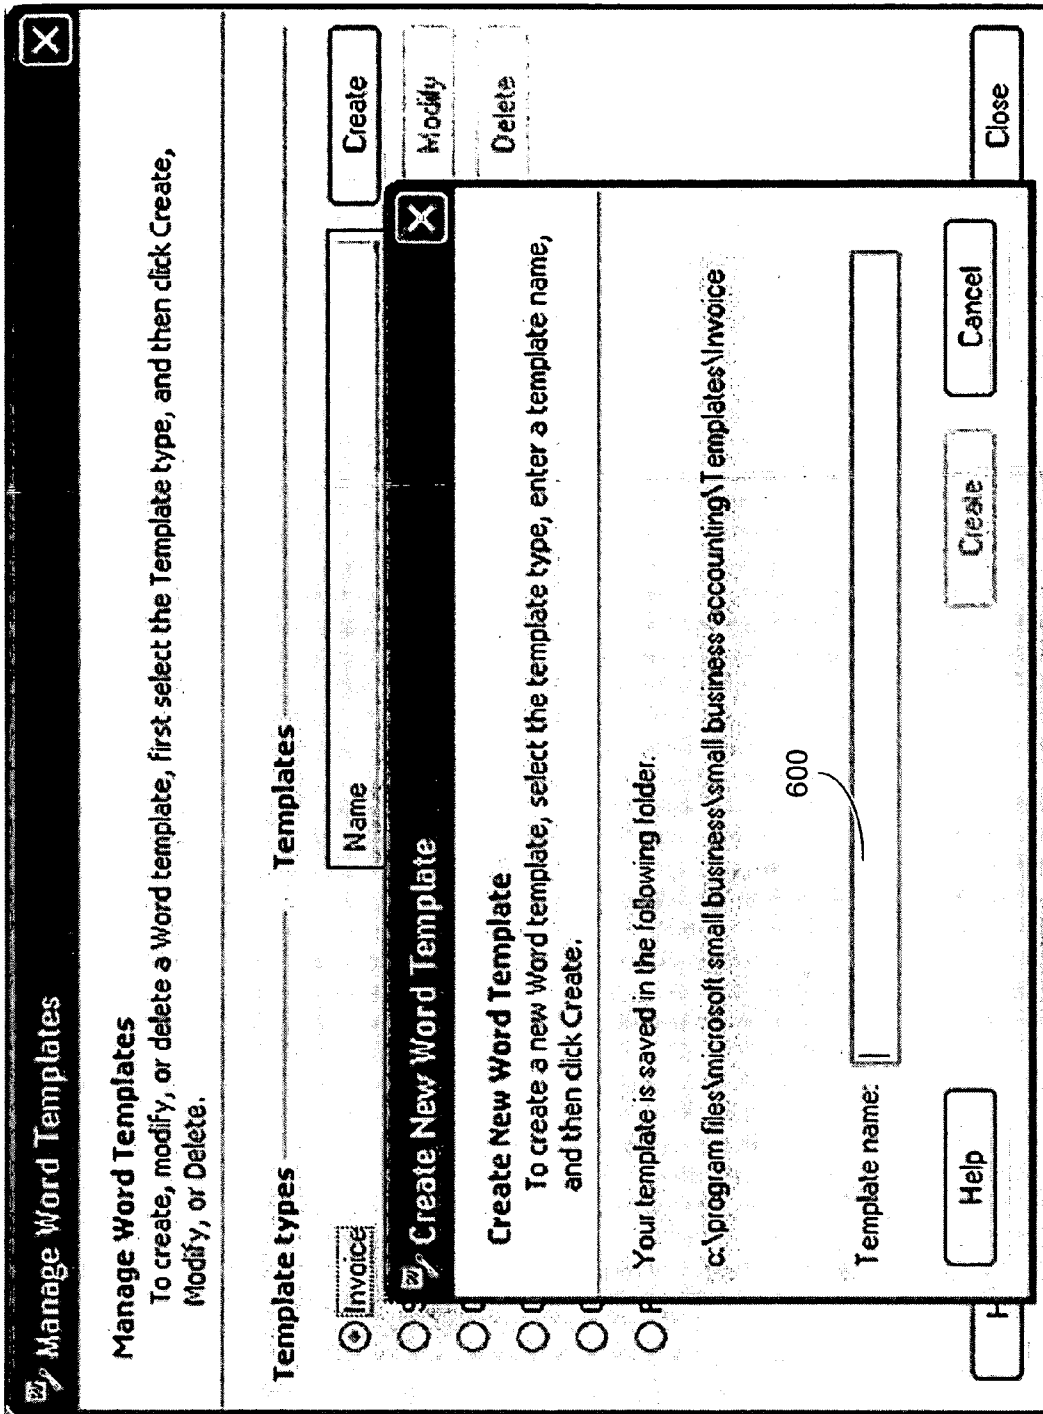 Manage Word Templates
Manage Word Templates
To create, modify, or delete a Word template, first select the Template type, and then click Create,
Modify, or Delete.
Template types
Templates
Invoice
Name
Create
Modify
Delete
Create New Word Template
Create New Word Template
To create a new Word template, select the template type, enter a template name,
and then click Create.
Your template is saved in the following folder.
c:\program files\microsoft small business\small business accounting\Templates\Invoice
600
Template name:
Help
Create
Cancel
H
Close